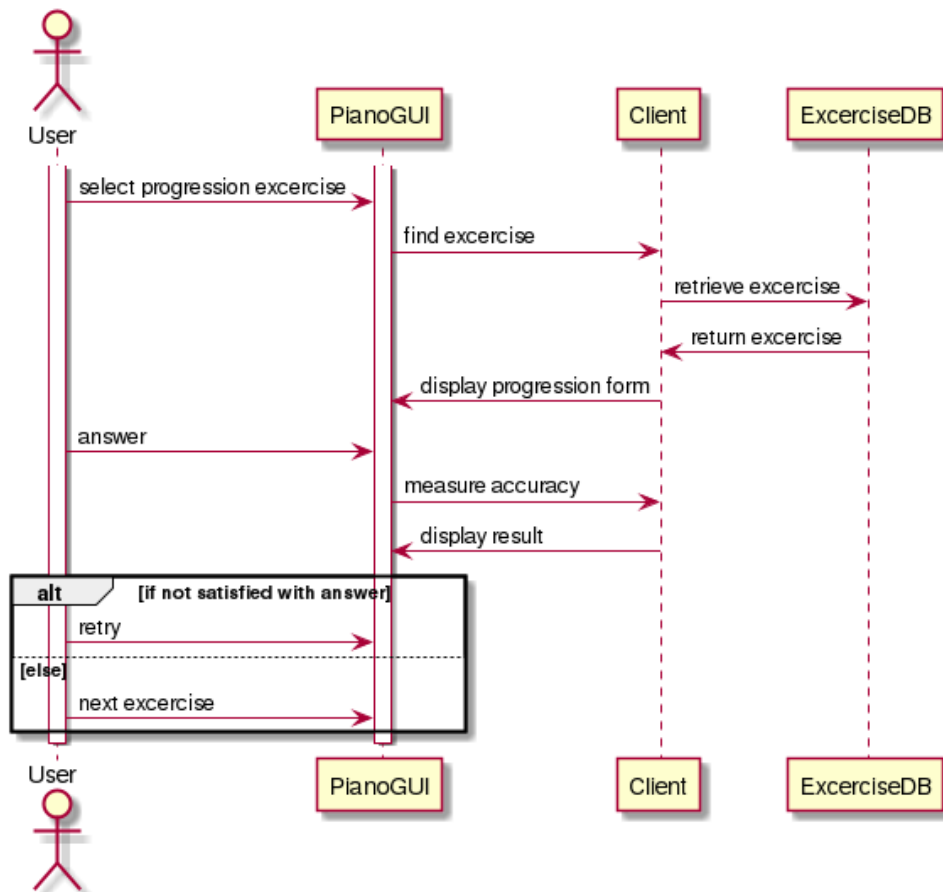 User
PianoGUI
Client
ExcerciseDB
select progression excercise
find excercise
retrieve excercise
return excercise
display progression form
answer
measure accuracy
display result
alt [if not satisfied with answer]
retry
[else]
next excercise
User
PianoGUI
Client
ExcerciseDB